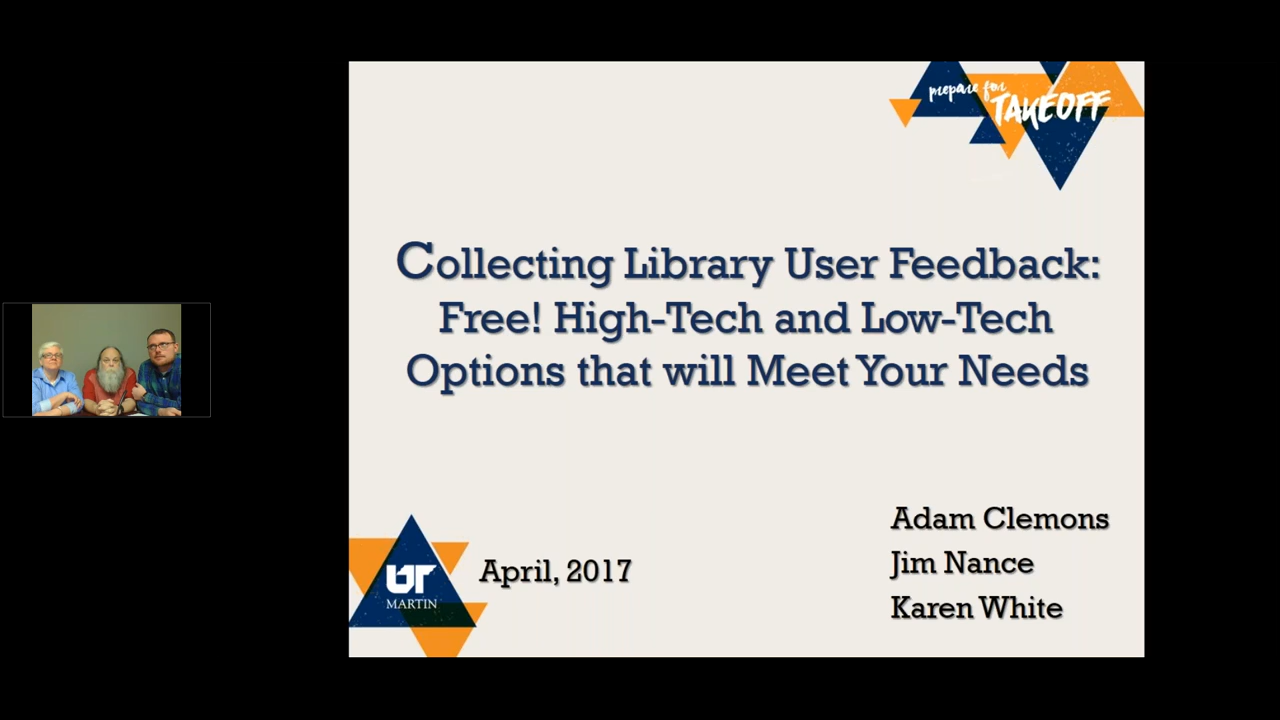 prepare for
TAKEOFF
Collecting Library User Feedback:
Free! High-Tech and Low-Tech
Options that will Meet Your Needs
Adam Clemons
Jim Nance
Karen White
April, 2017
UT
MARTIN